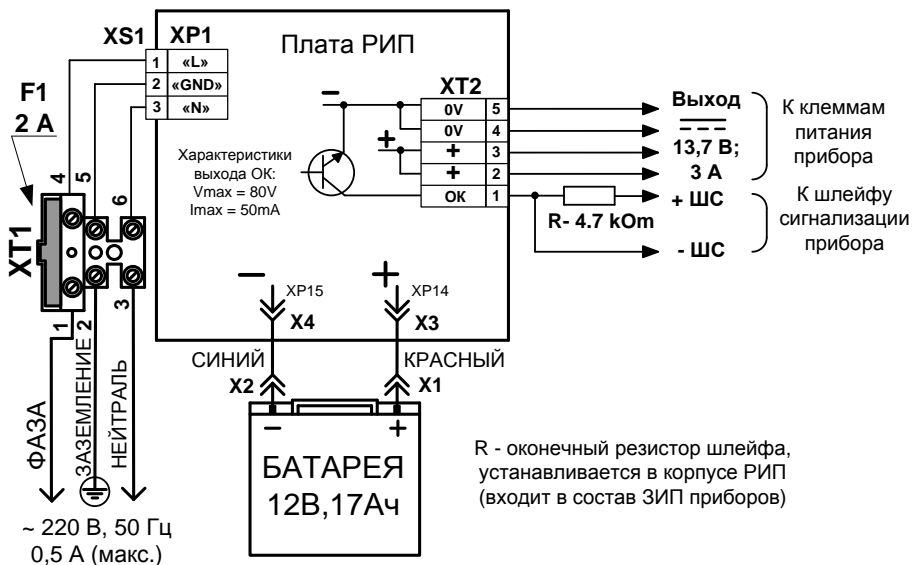 XS1
XP1
1 «L»
2 «GND»
3 «N»
F1
2 А
4
5
6
XT1
1
2
3
ФАЗА
ЗАЗЕМЛЕНИЕ
НЕЙТРАЛЬ
~ 220 В, 50 Гц
0,5 А (макс.)
Плата РИП
Характеристики
выхода ОК:
Vmax = 80V
Imax = 50mA
–
+
XT2
0V 5
0V 4
+ 3
+ 2
ОК 1
Выход
13,7 В;
3 А
К клеммам
питания
прибора
R- 4.7 kOm
+ ШС
- ШС
К шлейфу
сигнализации
прибора
–
+
XP15
XP14
X4
X3
СИНИЙ
КРАСНЫЙ
X2
X1
–
+
БАТАРЕЯ
12В,17Ач
R - оконечный резистор шлейфа,
устанавливается в корпусе РИП
(входит в состав ЗИП приборов)